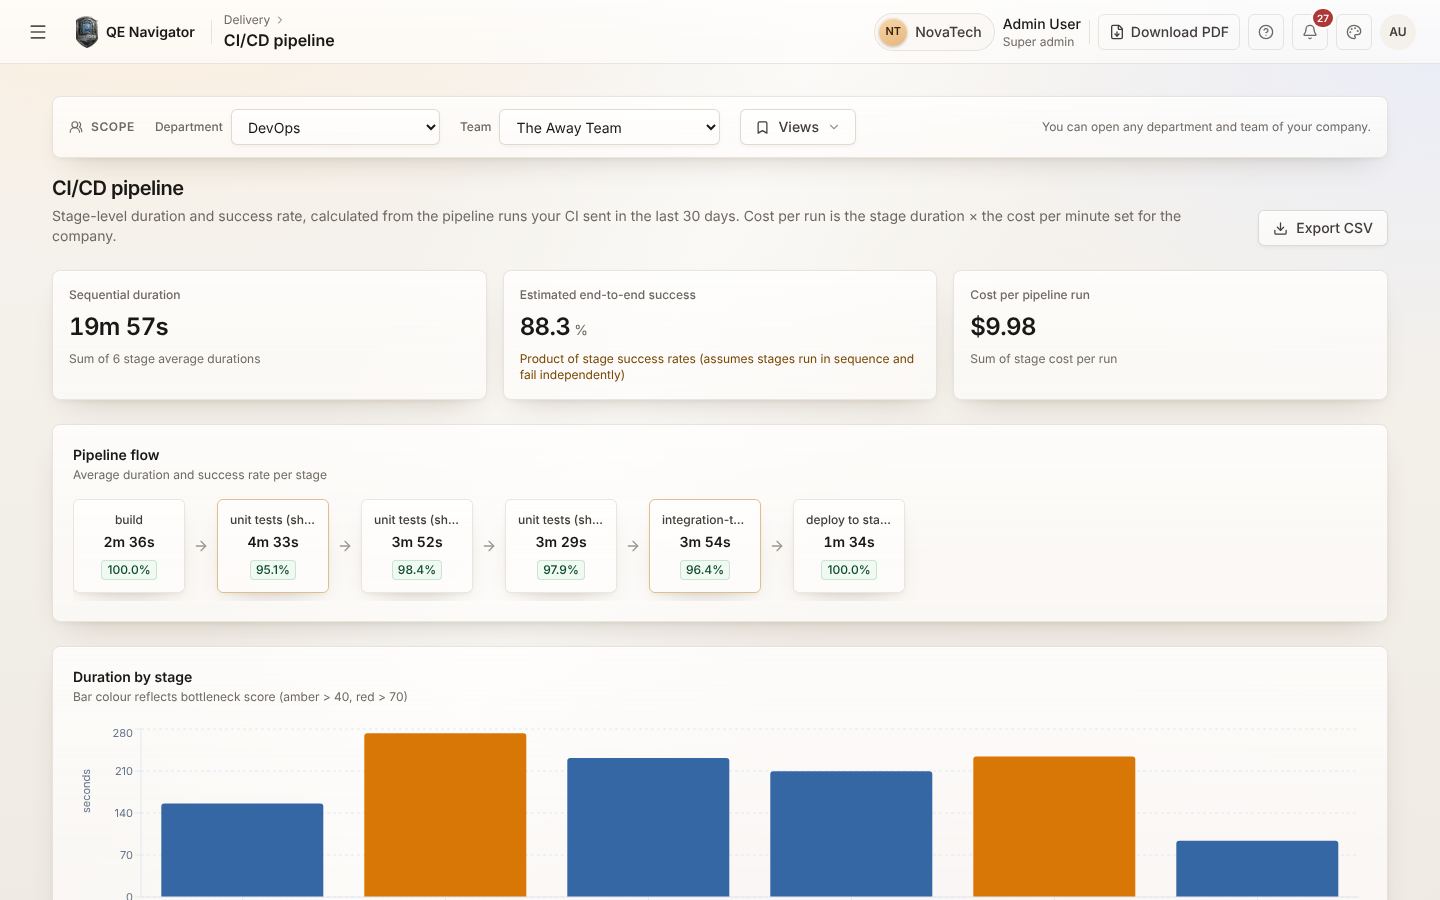 QE Navigator
Delivery
CI/CD pipeline
NT NovaTech
Admin User
Super admin
Download PDF
27
AU
SCOPE Department DevOps Team The Away Team Views You can open any department and team of your company.
CI/CD pipeline
Stage-level duration and success rate, calculated from the pipeline runs your CI sent in the last 30 days. Cost per run is the stage duration × the cost per minute set for the
company.
Export CSV
Sequential duration
19m 57s
Sum of 6 stage average durations
Estimated end-to-end success
88.3 %
Product of stage success rates (assumes stages run in sequence and
fail independently)
Cost per pipeline run
$9.98
Sum of stage cost per run
Pipeline flow
Average duration and success rate per stage
build
2m 36s
100.0%
unit tests (sh...
4m 33s
95.1%
unit tests (sh...
3m 52s
98.4%
unit tests (sh...
3m 29s
97.9%
integration-t...
3m 54s
96.4%
deploy to sta...
1m 34s
100.0%
Duration by stage
Bar colour reflects bottleneck score (amber > 40, red > 70)
seconds
280
210
140
70
0